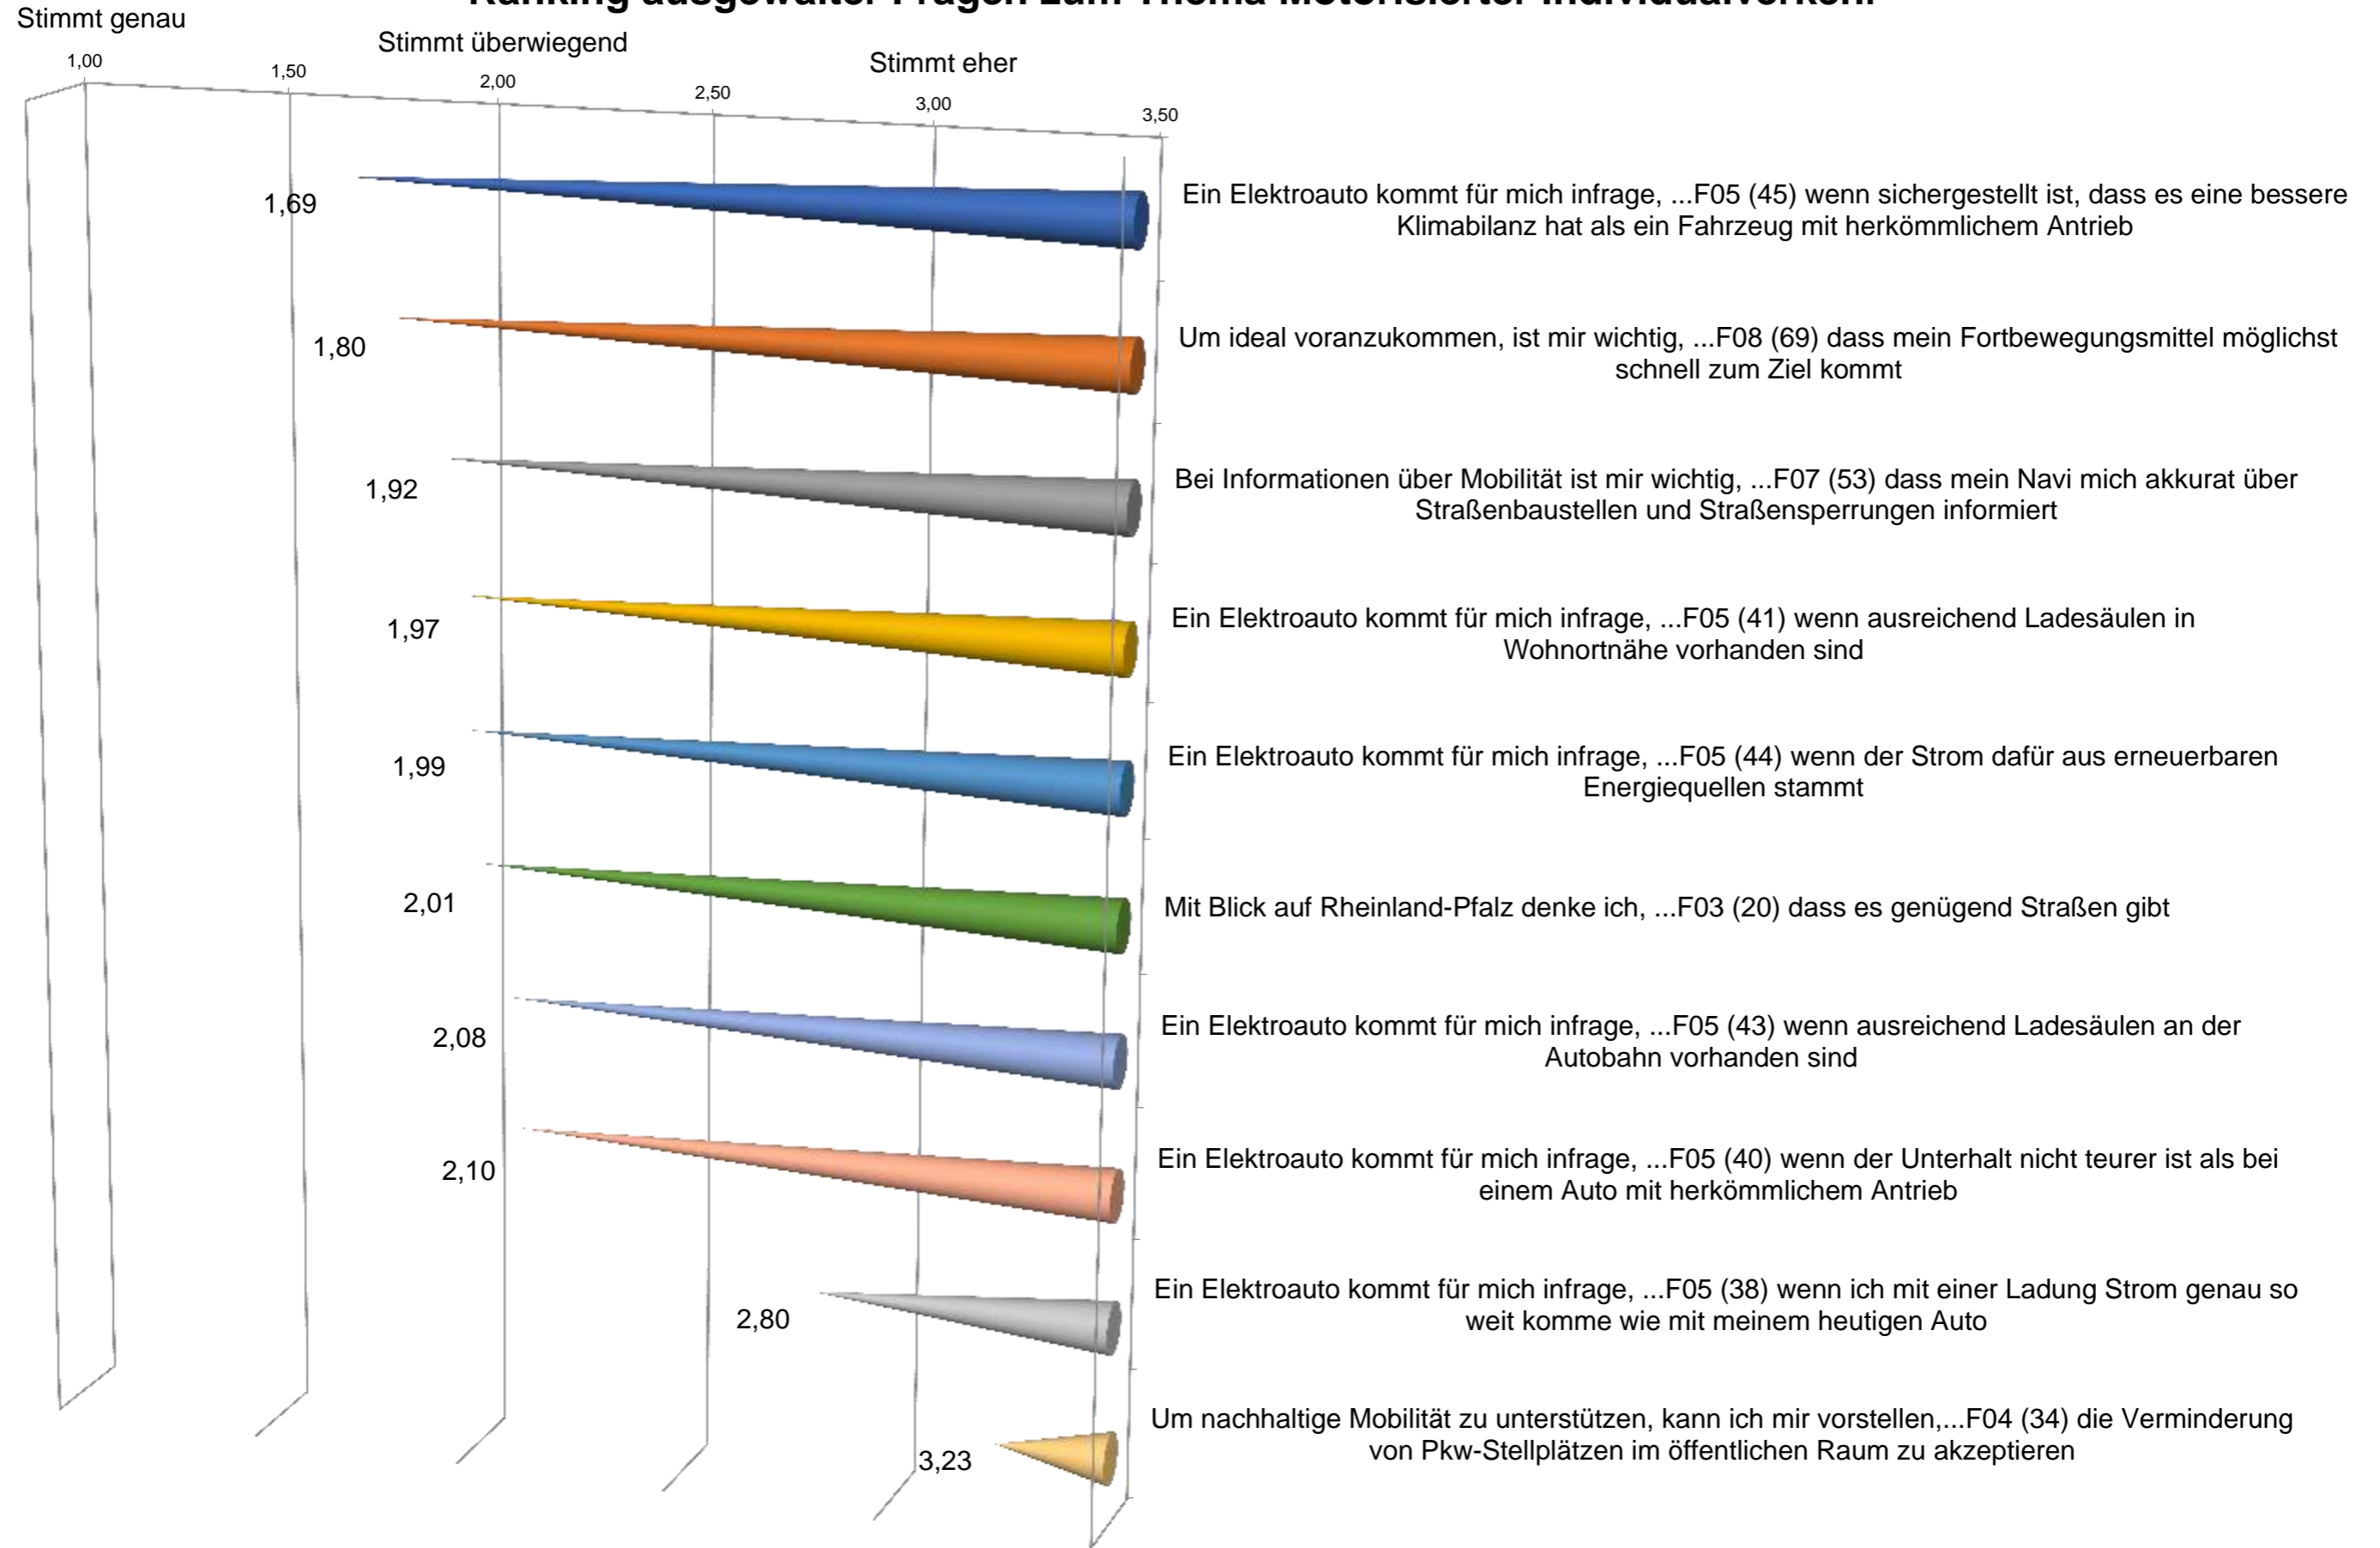 Ranking ausgewälter Fragen zum Thema Motorisierter Individualverkehr
Stimmt genau
Stimmt überwiegend
Stimmt eher
1,00
1,50
2,00
2,50
3,00
3,50
1,69
Ein Elektroauto kommt für mich infrage, ...F05 (45) wenn sichergestellt ist, dass es eine bessere
Klimabilanz hat als ein Fahrzeug mit herkömmlichem Antrieb
1,80
Um ideal voranzukommen, ist mir wichtig, ...F08 (69) dass mein Fortbewegungsmittel möglichst
schnell zum Ziel kommt
1,92
Bei Informationen über Mobilität ist mir wichtig, ...F07 (53) dass mein Navi mich akkurat über
Straßenbaustellen und Straßensperrungen informiert
1,97
Ein Elektroauto kommt für mich infrage, ...F05 (41) wenn ausreichend Ladesäulen in
Wohnortnähe vorhanden sind
1,99
Ein Elektroauto kommt für mich infrage, ...F05 (44) wenn der Strom dafür aus erneuerbaren
Energiequellen stammt
2,01
Mit Blick auf Rheinland-Pfalz denke ich, ...F03 (20) dass es genügend Straßen gibt
2,08
Ein Elektroauto kommt für mich infrage, ...F05 (43) wenn ausreichend Ladesäulen an der
Autobahn vorhanden sind
2,10
Ein Elektroauto kommt für mich infrage, ...F05 (40) wenn der Unterhalt nicht teurer ist als bei
einem Auto mit herkömmlichem Antrieb
2,80
Ein Elektroauto kommt für mich infrage, ...F05 (38) wenn ich mit einer Ladung Strom genau so
weit komme wie mit meinem heutigen Auto
3,23
Um nachhaltige Mobilität zu unterstützen, kann ich mir vorstellen,...F04 (34) die Verminderung
von Pkw-Stellplätzen im öffentlichen Raum zu akzeptieren